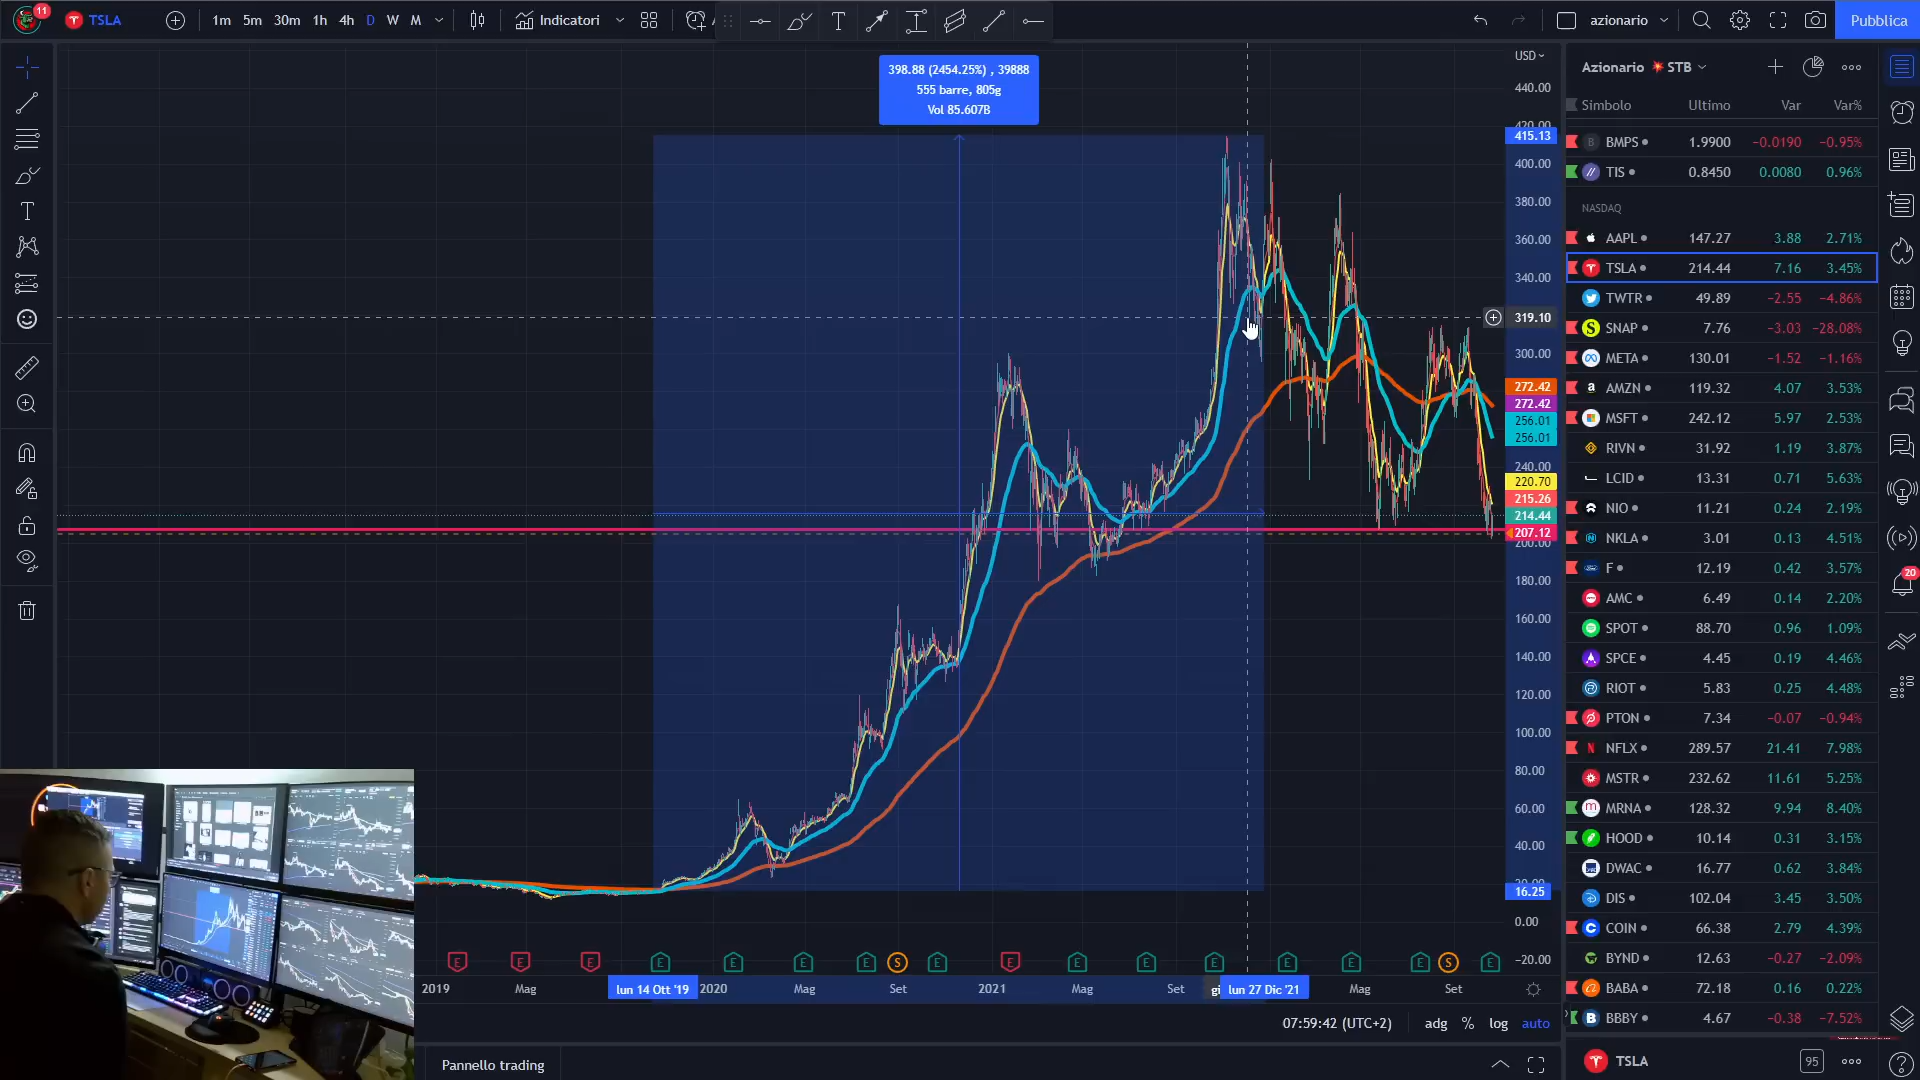 11
TSLA
1m 5m 30m 1h 4h D W M
Indicatori
azionario
Pubblica
398.88 (2454.25%) , 39888
555 barre, 805g
Vol 85.607B
USD
440.00
420.00
415.13
400.00
380.00
360.00
340.00
319.10
300.00
272.42
272.42
256.01
256.01
240.00
220.70
215.26
214.44
207.12
200.00
180.00
160.00
140.00
120.00
100.00
80.00
60.00
40.00
20.00
16.25
0.00
−20.00
E E E E E E E S E E E E E E E E S E
2019 Mag lun 14 Ott '19 2020 Mag Set 2021 Mag Set gi lun 27 Dic '21 Mag Set
07:59:42 (UTC+2) adg % log auto
Pannello trading
Azionario STB
Simbolo Ultimo Var Var%
BMPS 1.9900 −0.0190 −0.95%
TIS 0.8450 0.0080 0.96%
NASDAQ
AAPL 147.27 3.88 2.71%
TSLA 214.44 7.16 3.45%
TWTR 49.89 −2.55 −4.86%
SNAP 7.76 −3.03 −28.08%
META 130.01 −1.52 −1.16%
AMZN 119.32 4.07 3.53%
MSFT 242.12 5.97 2.53%
RIVN 31.92 1.19 3.87%
LCID 13.31 0.71 5.63%
NIO 11.21 0.24 2.19%
NKLA 3.01 0.13 4.51%
F 12.19 0.42 3.57%
AMC 6.49 0.14 2.20%
SPOT 88.70 0.96 1.09%
SPCE 4.45 0.19 4.46%
RIOT 5.83 0.25 4.48%
PTON 7.34 −0.07 −0.94%
NFLX 289.57 21.41 7.98%
MSTR 232.62 11.61 5.25%
MRNA 128.32 9.94 8.40%
HOOD 10.14 0.31 3.15%
DWAC 16.77 0.62 3.84%
DIS 102.04 3.45 3.50%
COIN 66.38 2.79 4.39%
BYND 12.63 −0.27 −2.09%
BABA 72.18 0.16 0.22%
BBBY 4.67 −0.38 −7.52%
TSLA 95
20